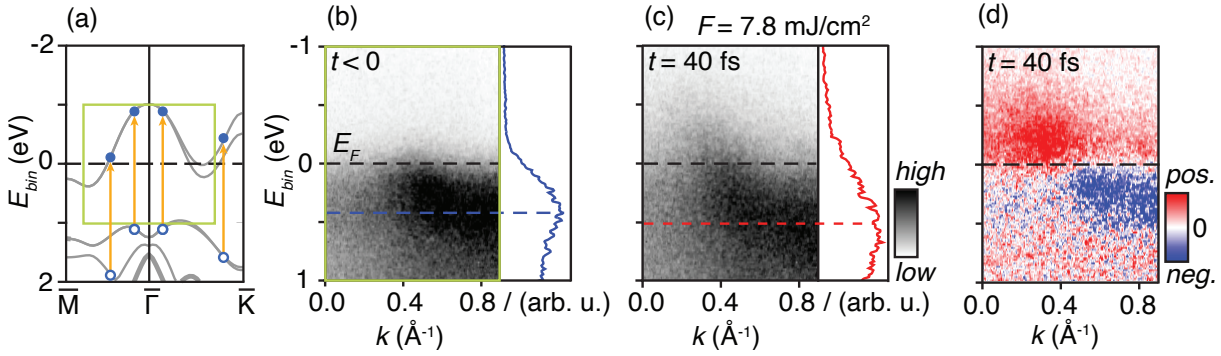 (a)
(b)
(c)
F = 7.8 mJ/cm²
(d)
-2
0
2
E_bin (eV)
M̅
Γ̅
K̅
t < 0
E_F
-1
0
1
E_bin (eV)
0.0
0.4
0.8
I (arb. u.)
k (Å⁻¹)
t = 40 fs
0.0
0.4
0.8
I (arb. u.)
k (Å⁻¹)
high
low
t = 40 fs
0.0
0.4
0.8
k (Å⁻¹)
pos.
0
neg.